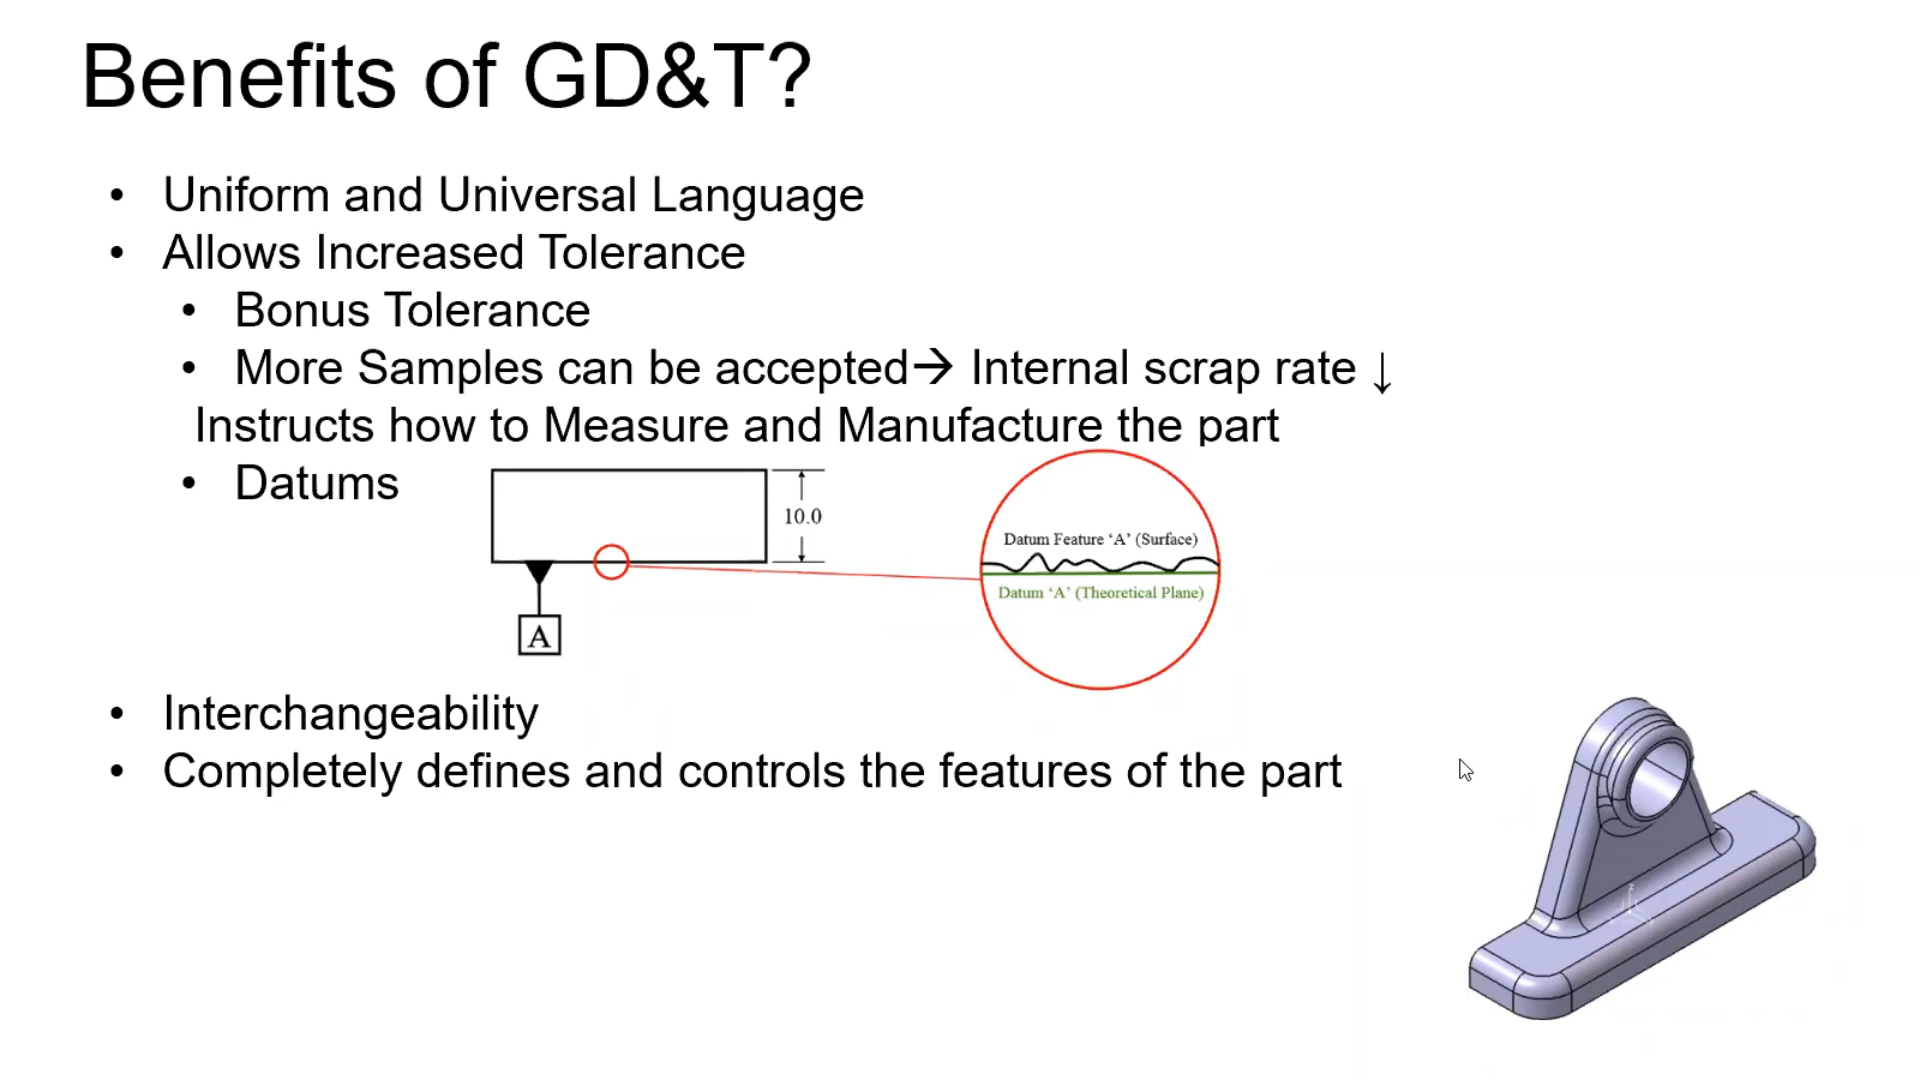 Benefits of GD&T?
• Uniform and Universal Language
• Allows Increased Tolerance
• Bonus Tolerance
• More Samples can be accepted→ Internal scrap rate ↓
Instructs how to Measure and Manufacture the part
• Datums
10.0
A
Datum Feature ‘A’ (Surface)
Datum ‘A’ (Theoretical Plane)
• Interchangeability
• Completely defines and controls the features of the part
z